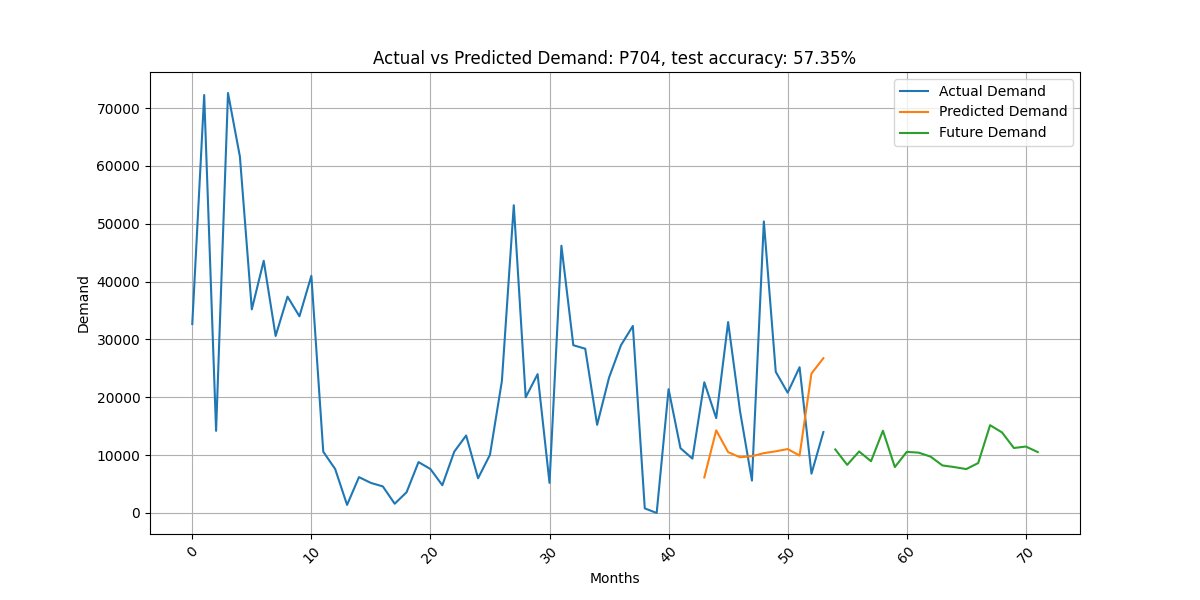 Actual vs Predicted Demand: P704, test accuracy: 57.35%
Actual Demand
Predicted Demand
Future Demand
70000
60000
50000
40000
30000
20000
10000
0
Demand
0 10 20 30 40 50 60 70
Months